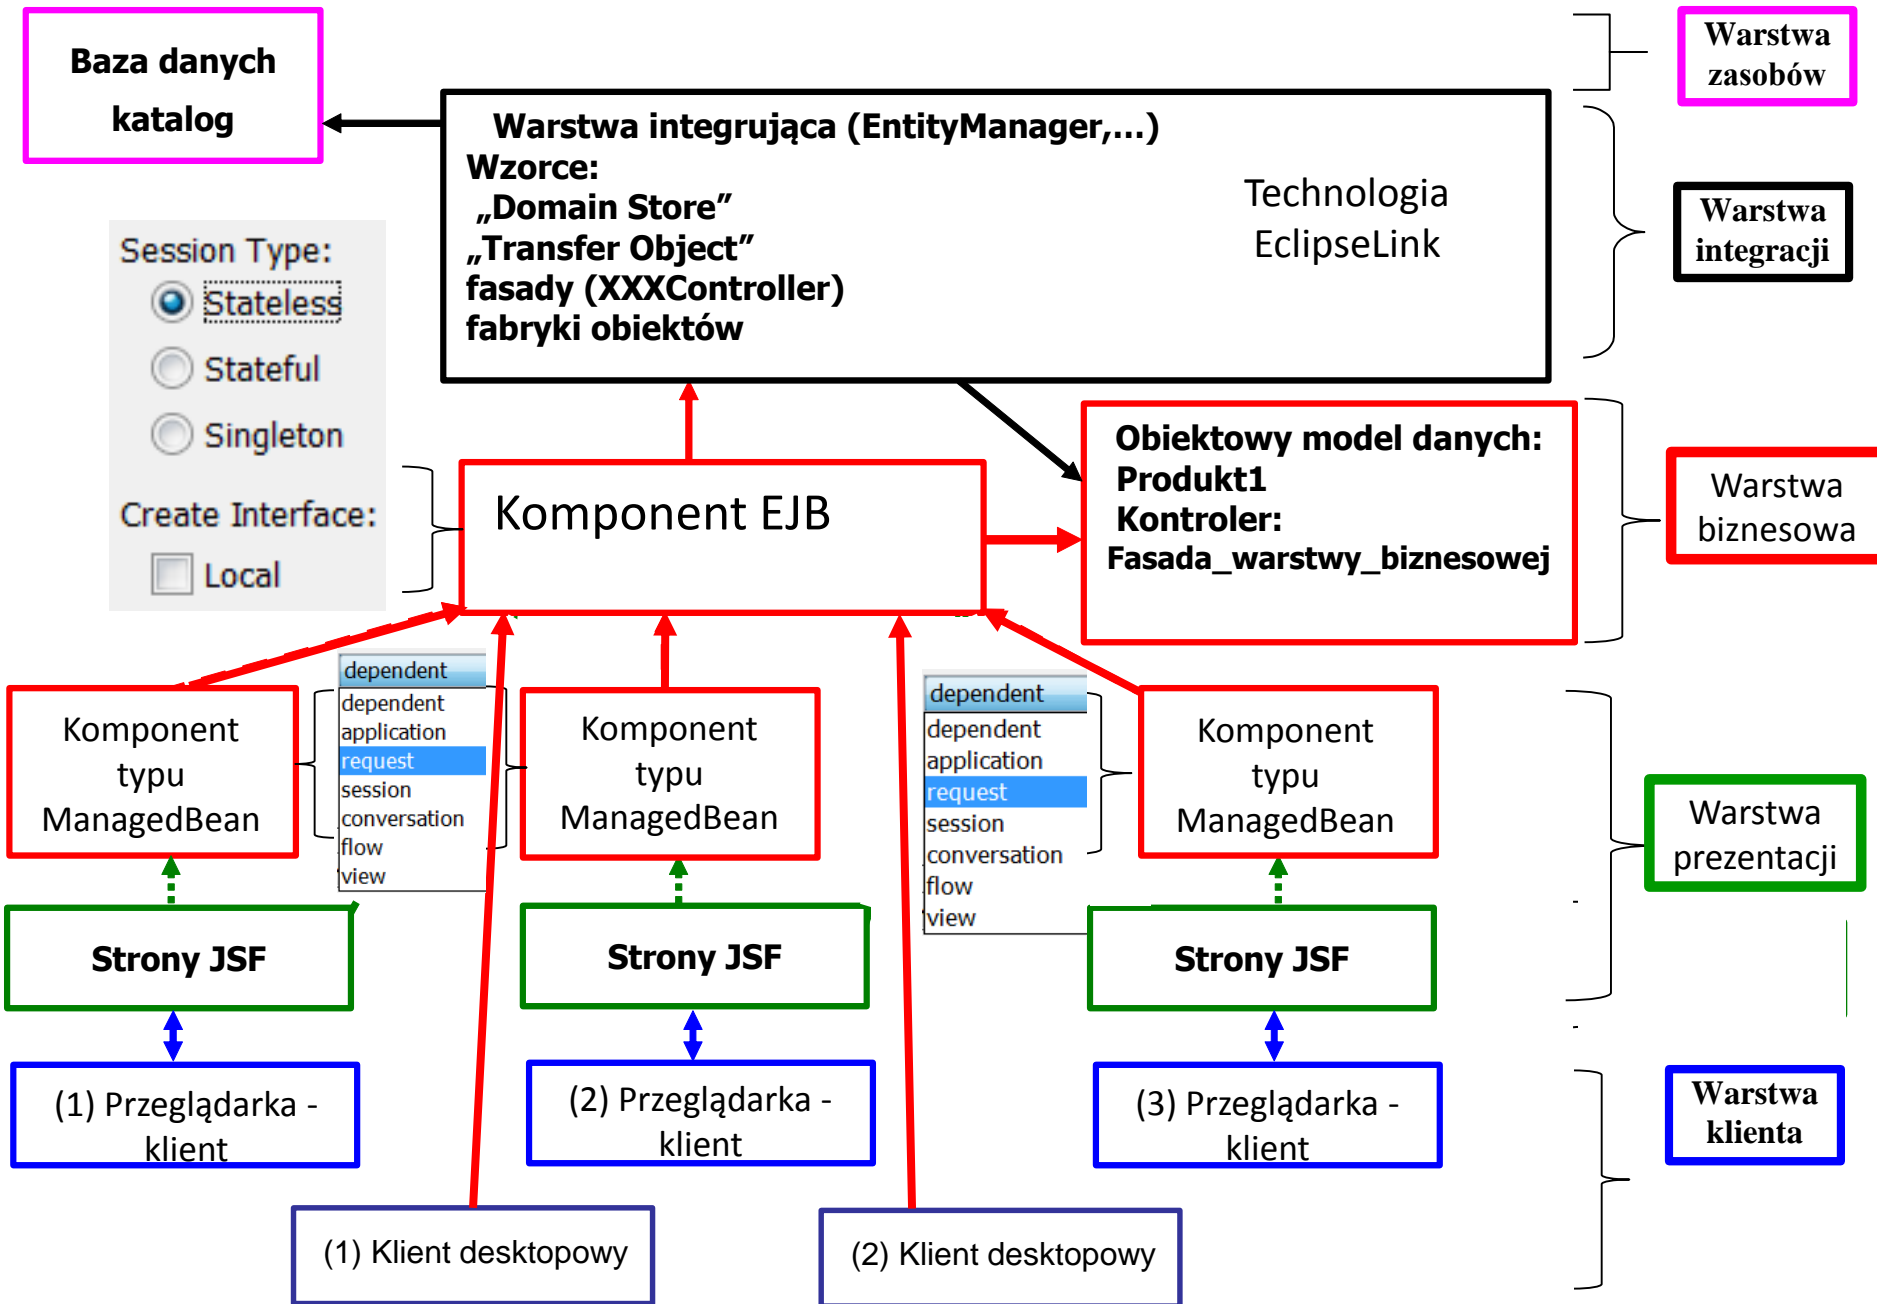 Baza danych
katalog
Warstwa
zasobów
Warstwa integrująca (EntityManager,...)
Wzorce:
„Domain Store”
„Transfer Object”
fasady (XXXController)
fabryki obiektów
Technologia
EclipseLink
Warstwa
integracji
Session Type:
Stateless
Stateful
Singleton
Create Interface:
Local
Komponent EJB
Obiektowy model danych:
Produkt1
Kontroler:
Fasada_warstwy_biznesowej
Warstwa
biznesowa
Komponent
typu
ManagedBean
dependent
dependent
application
request
session
conversation
flow
view
Komponent
typu
ManagedBean
dependent
dependent
application
request
session
conversation
flow
view
Komponent
typu
ManagedBean
Warstwa
prezentacji
Strony JSF
Strony JSF
Strony JSF
(1) Przeglądarka -
klient
(2) Przeglądarka -
klient
(3) Przeglądarka -
klient
Warstwa
klienta
(1) Klient desktopowy
(2) Klient desktopowy